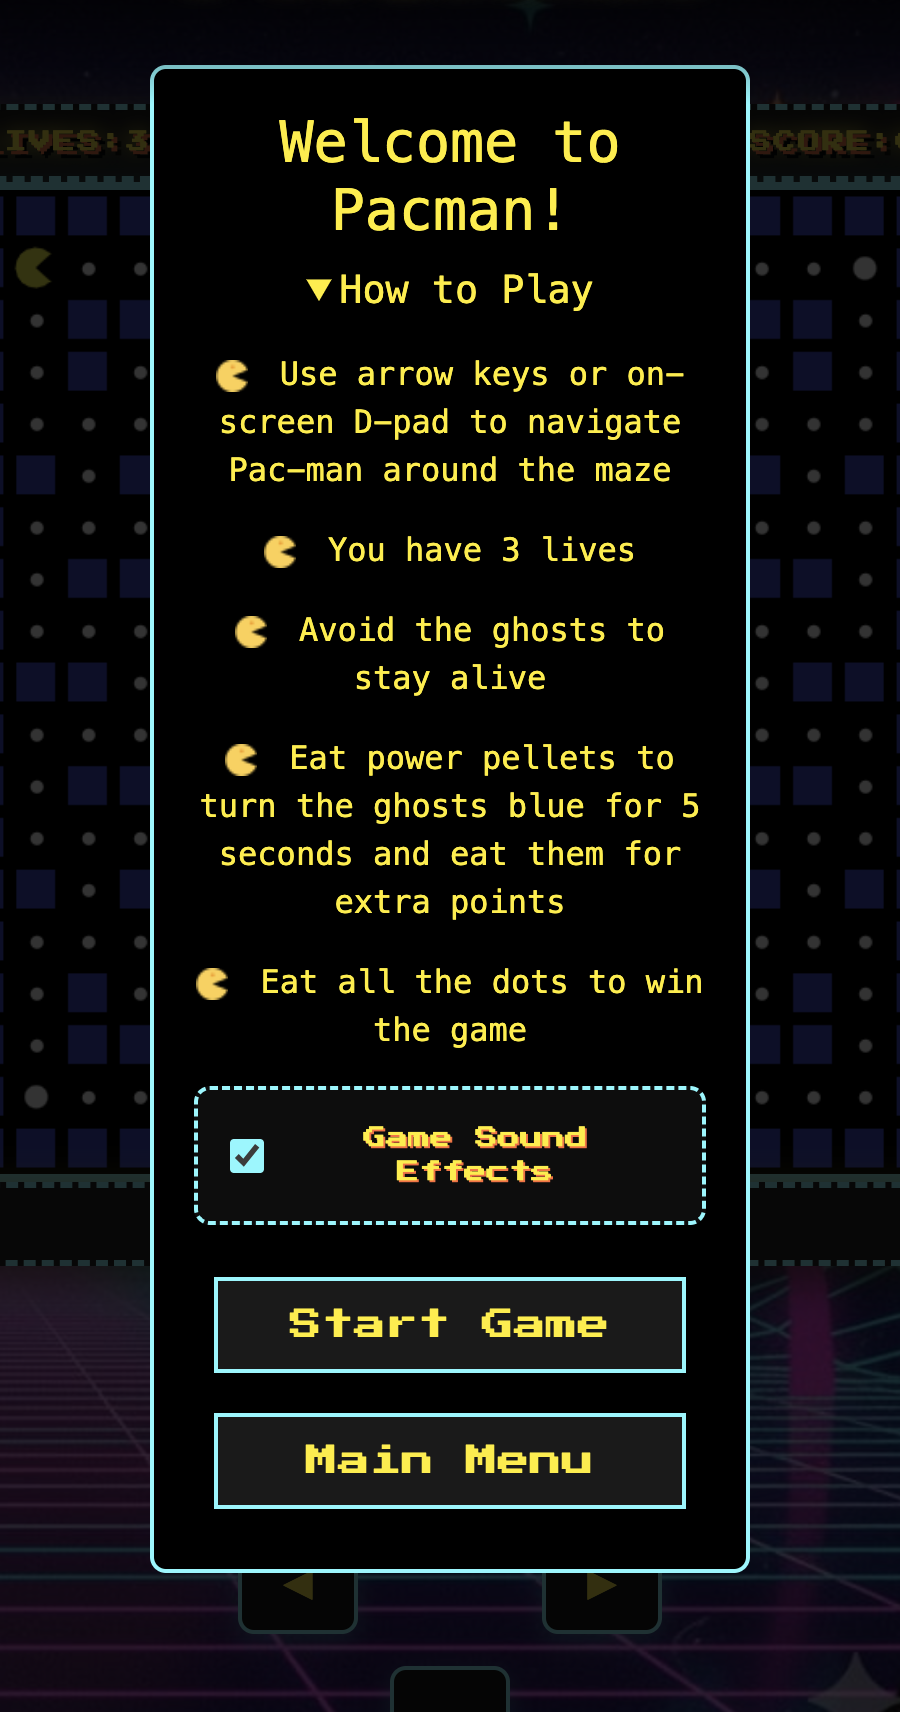 Welcome to
Pacman!
▼How to Play
Use arrow keys or on-
screen D-pad to navigate
Pac-man around the maze
You have 3 lives
Avoid the ghosts to
stay alive
Eat power pellets to
turn the ghosts blue for 5
seconds and eat them for
extra points
Eat all the dots to win
the game
Game Sound
Effects
Start Game
Main Menu
IVES:3
SCORE: